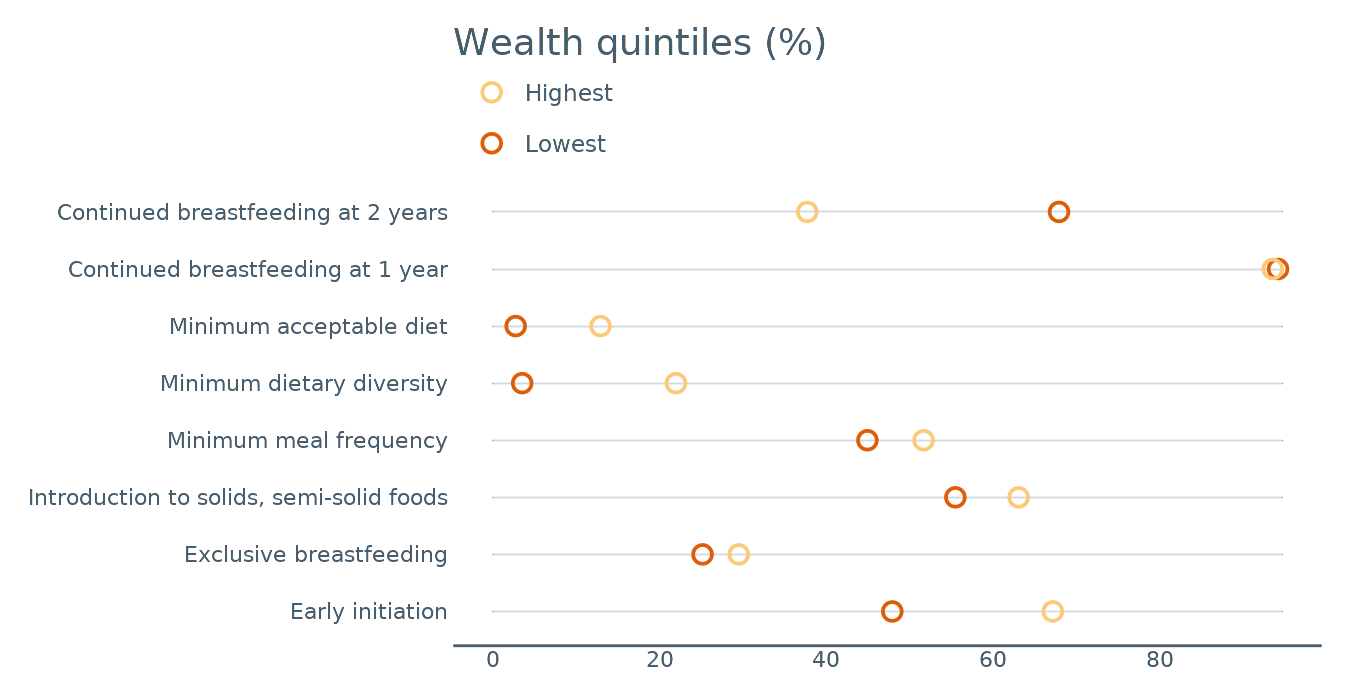 Wealth quintiles (%)
Highest
Lowest
Continued breastfeeding at 2 years
Continued breastfeeding at 1 year
Minimum acceptable diet
Minimum dietary diversity
Minimum meal frequency
Introduction to solids, semi-solid foods
Exclusive breastfeeding
Early initiation
0 20 40 60 80